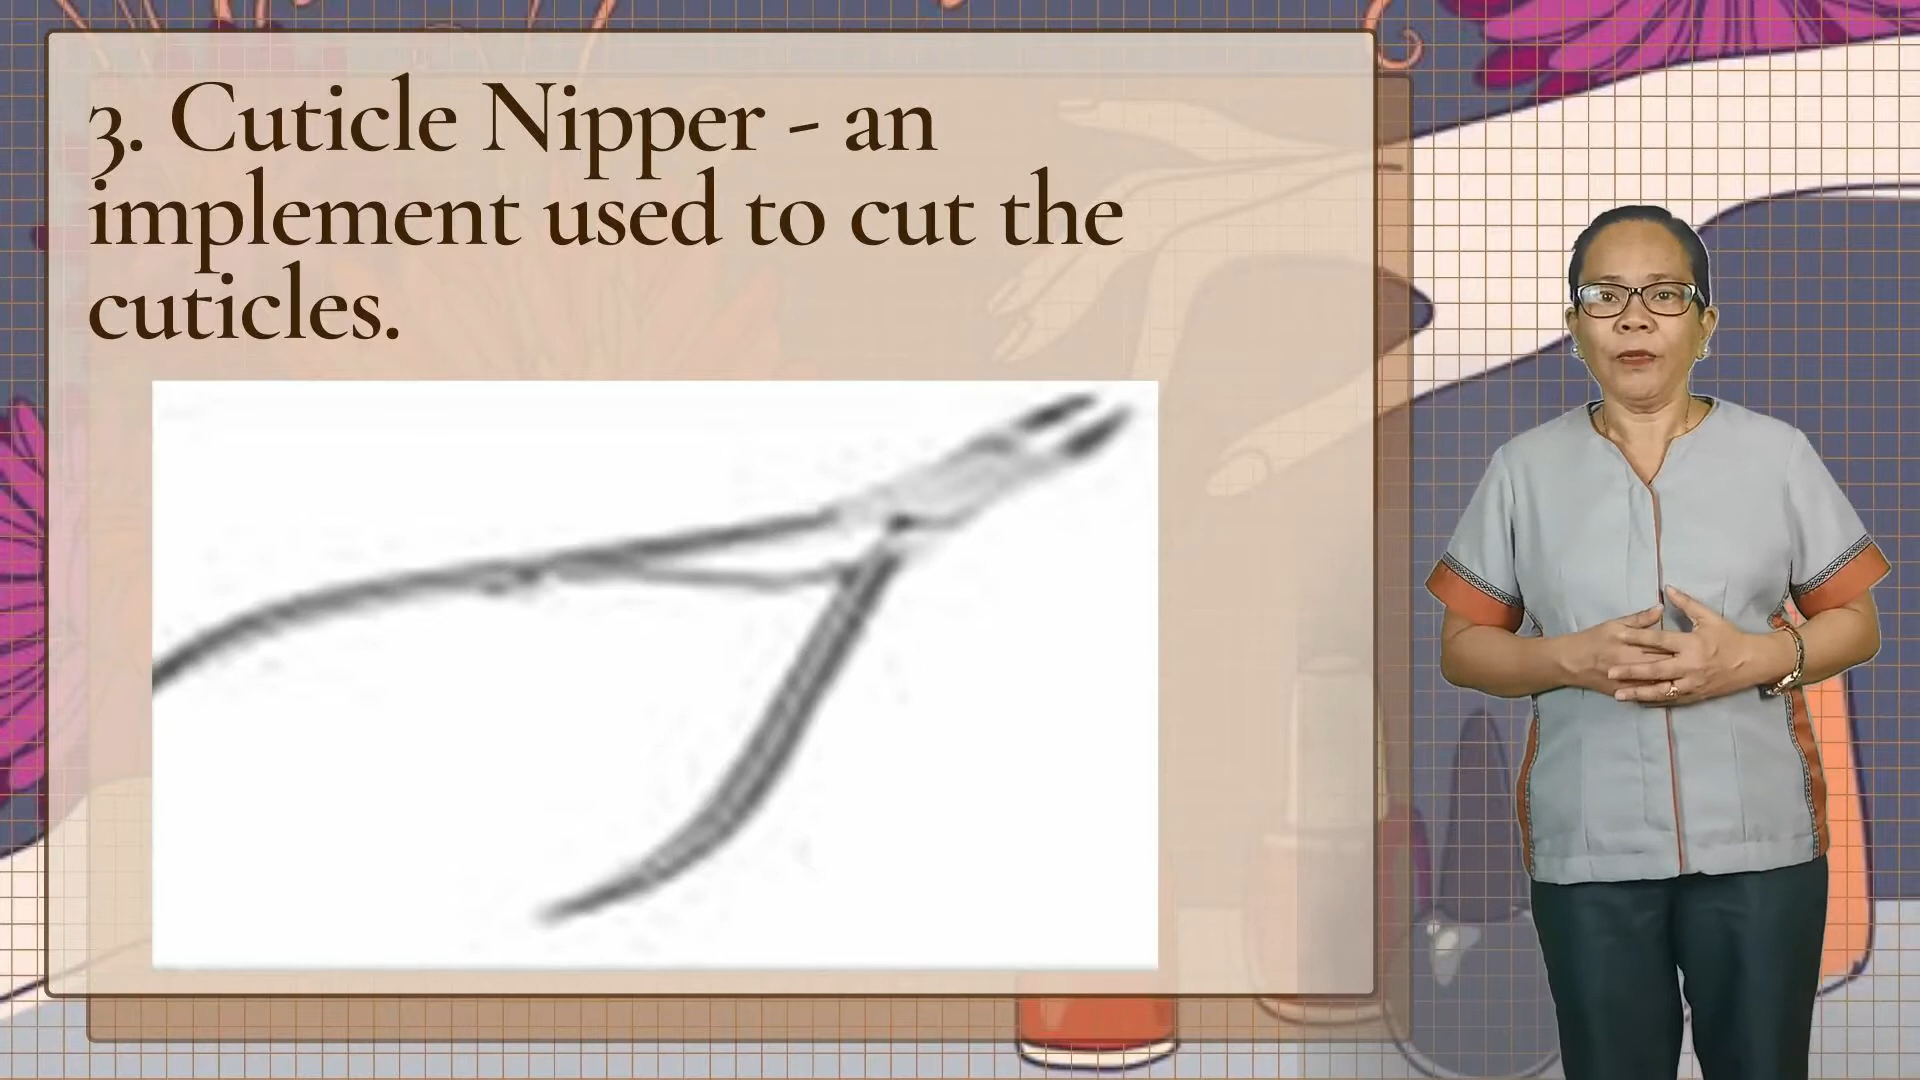 3. Cuticle Nipper - an
implement used to cut the
cuticles.